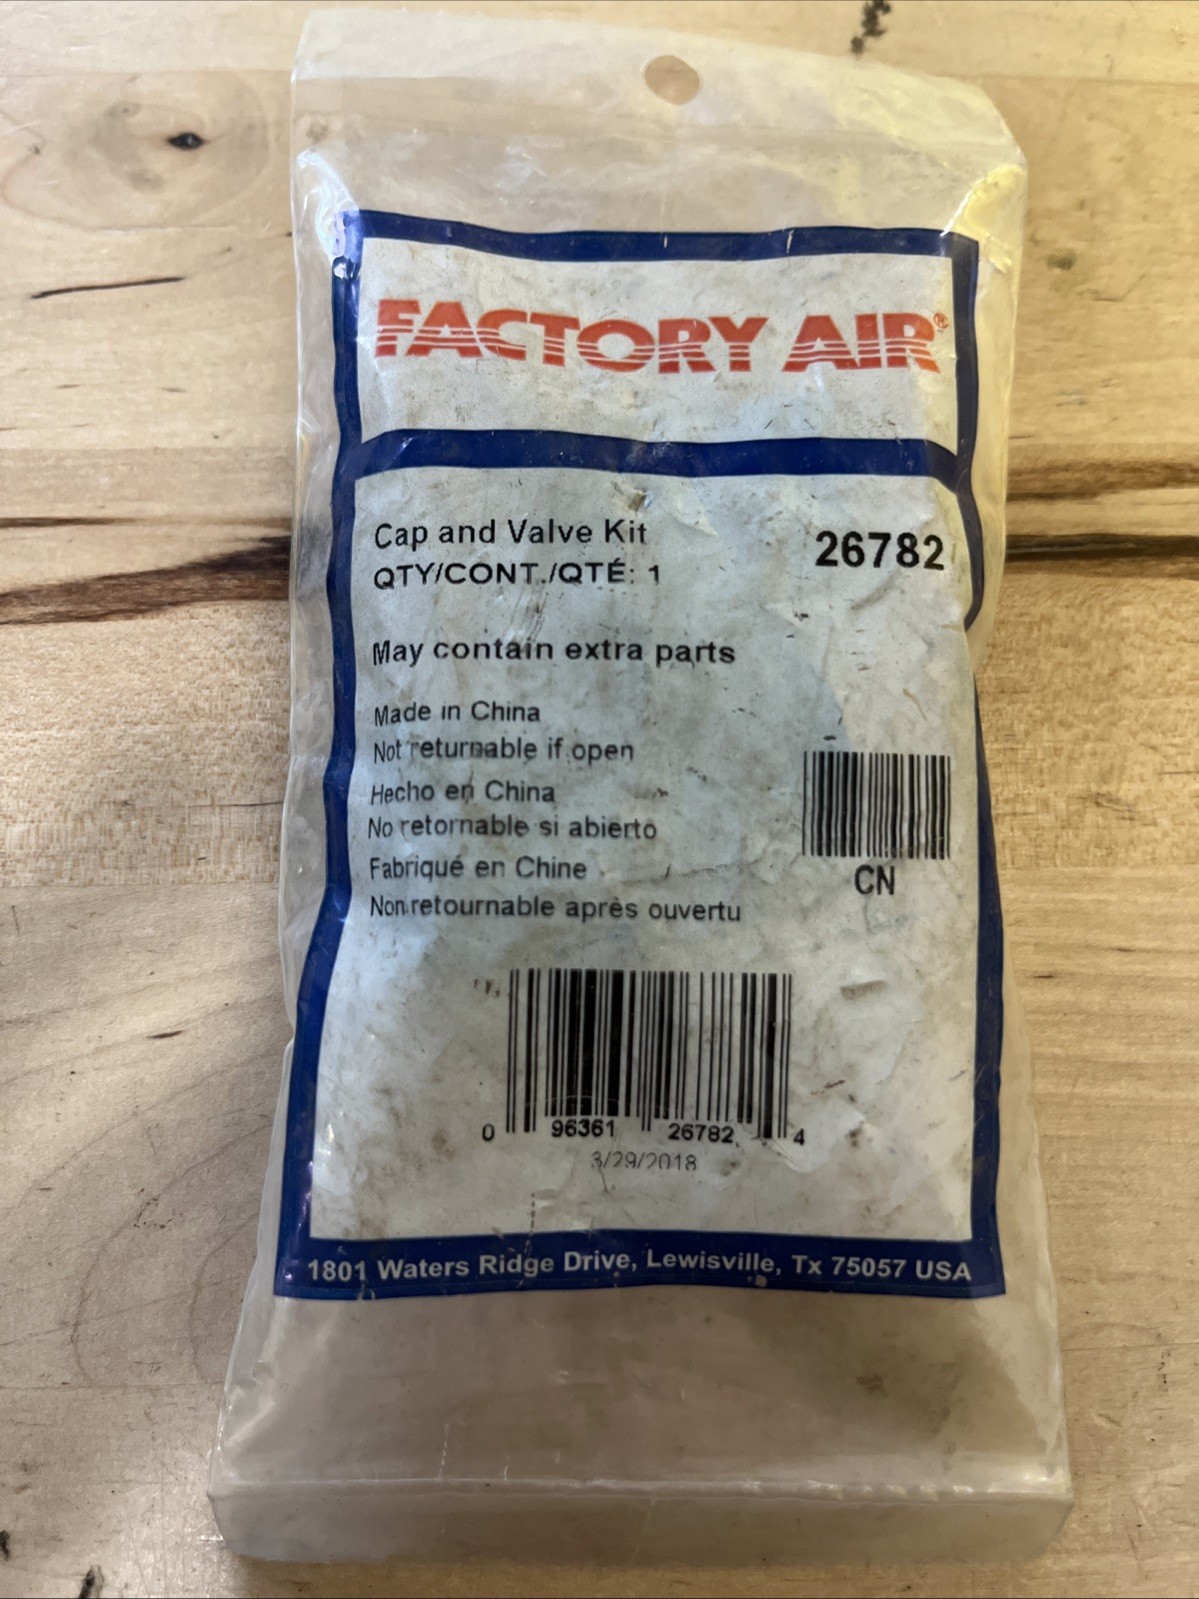 FACTORY AIR®
Cap and Valve Kit
26782
QTY/CONT./QTÉ: 1
May contain extra parts
Made in China
Not returnable if open
Hecho en China
No retornable si abierto
Fabriqué en Chine
CN
Non retournable après ouvertu
0 96361 26782 4
3/29/2018
1801 Waters Ridge Drive, Lewisville, Tx 75057 USA